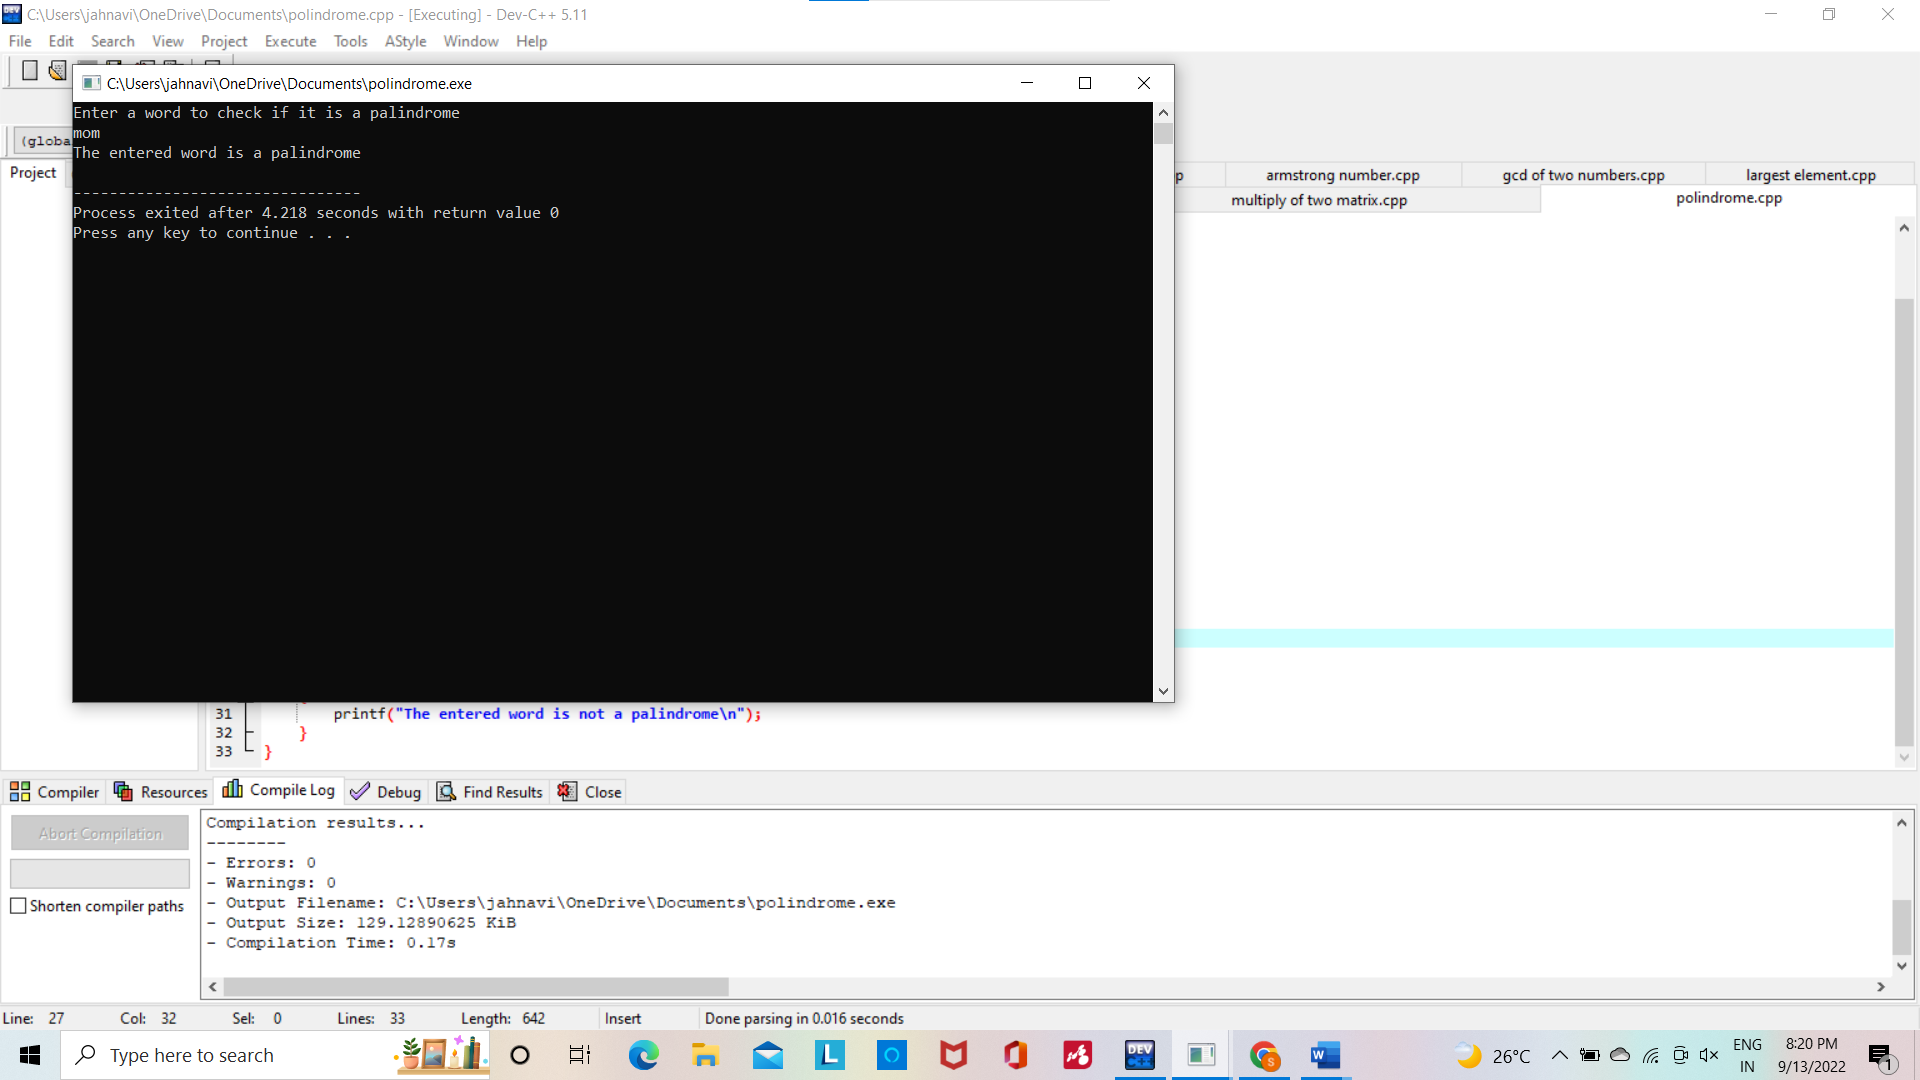 C:\Users\jahnavi\OneDrive\Documents\polindrome.cpp - [Executing] - Dev-C++ 5.11
File Edit Search View Project Execute Tools AStyle Window Help
C:\Users\jahnavi\OneDrive\Documents\polindrome.exe
Enter a word to check if it is a palindrome
mom
The entered word is a palindrome
--------------------------------
Process exited after 4.218 seconds with return value 0
Press any key to continue . . .
(globa
Project
p armstrong number.cpp gcd of two numbers.cpp largest element.cpp
multiply of two matrix.cpp polindrome.cpp
31 printf("The entered word is not a palindrome\n");
32 }
33 }
Compiler Resources Compile Log Debug Find Results Close
Abort Compilation
Shorten compiler paths
Compilation results...
--------
- Errors: 0
- Warnings: 0
- Output Filename: C:\Users\jahnavi\OneDrive\Documents\polindrome.exe
- Output Size: 129.12890625 KiB
- Compilation Time: 0.17s
Line: 27 Col: 32 Sel: 0 Lines: 33 Length: 642 Insert Done parsing in 0.016 seconds
Type here to search
L
DEV
S
W
26°C
ENG
IN
8:20 PM
9/13/2022
1